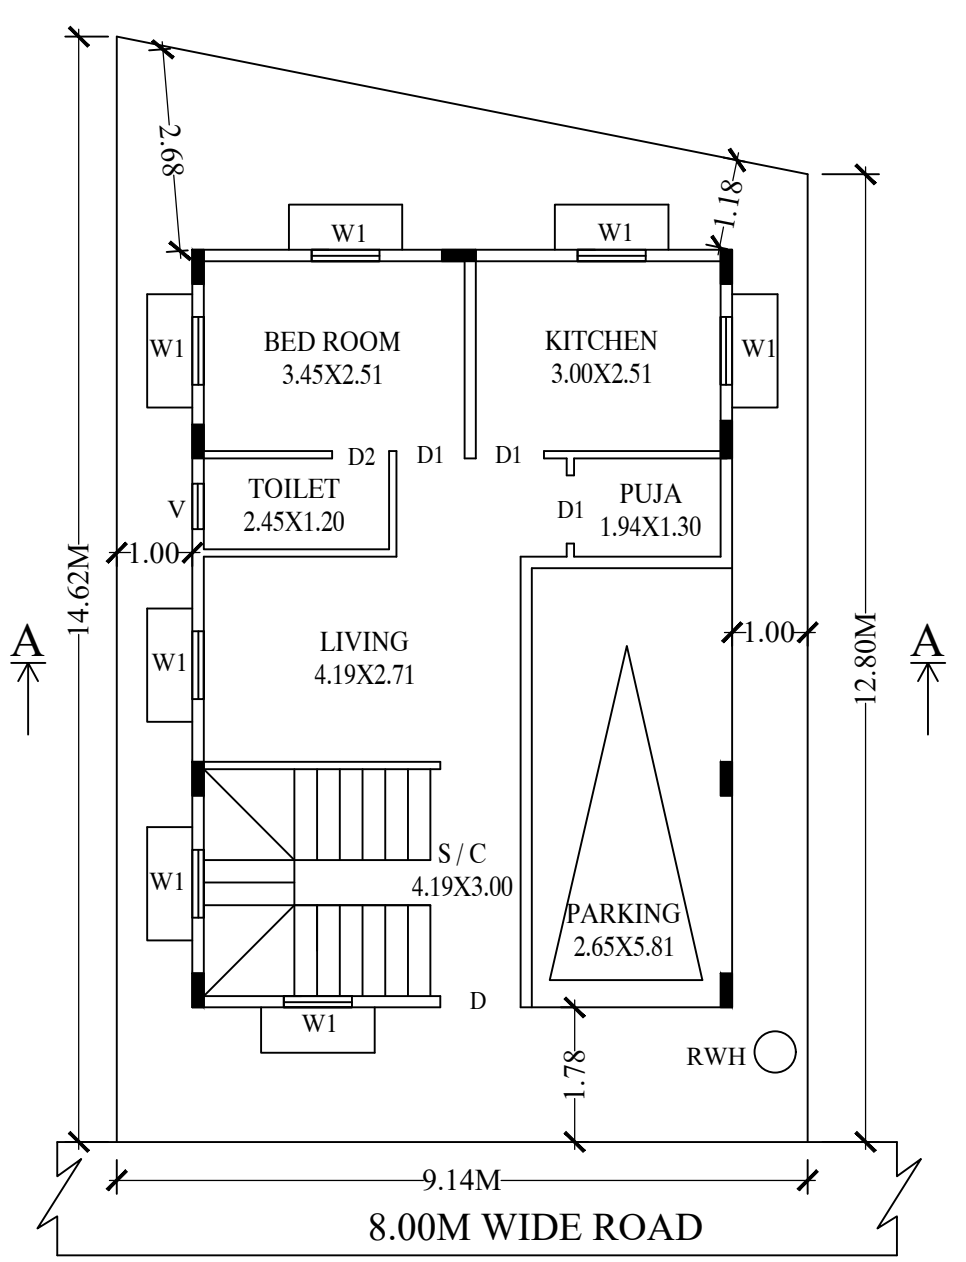 2.68
1.18
W1
W1
W1
BED ROOM
3.45X2.51
KITCHEN
3.00X2.51
W1
D2
D1
D1
V
TOILET
2.45X1.20
D1
PUJA
1.94X1.30
1.00
14.62M
A
W1
LIVING
4.19X2.71
1.00
12.80M
A
W1
S / C
4.19X3.00
PARKING
2.65X5.81
W1
D
1.78
RWH
9.14M
8.00M WIDE ROAD